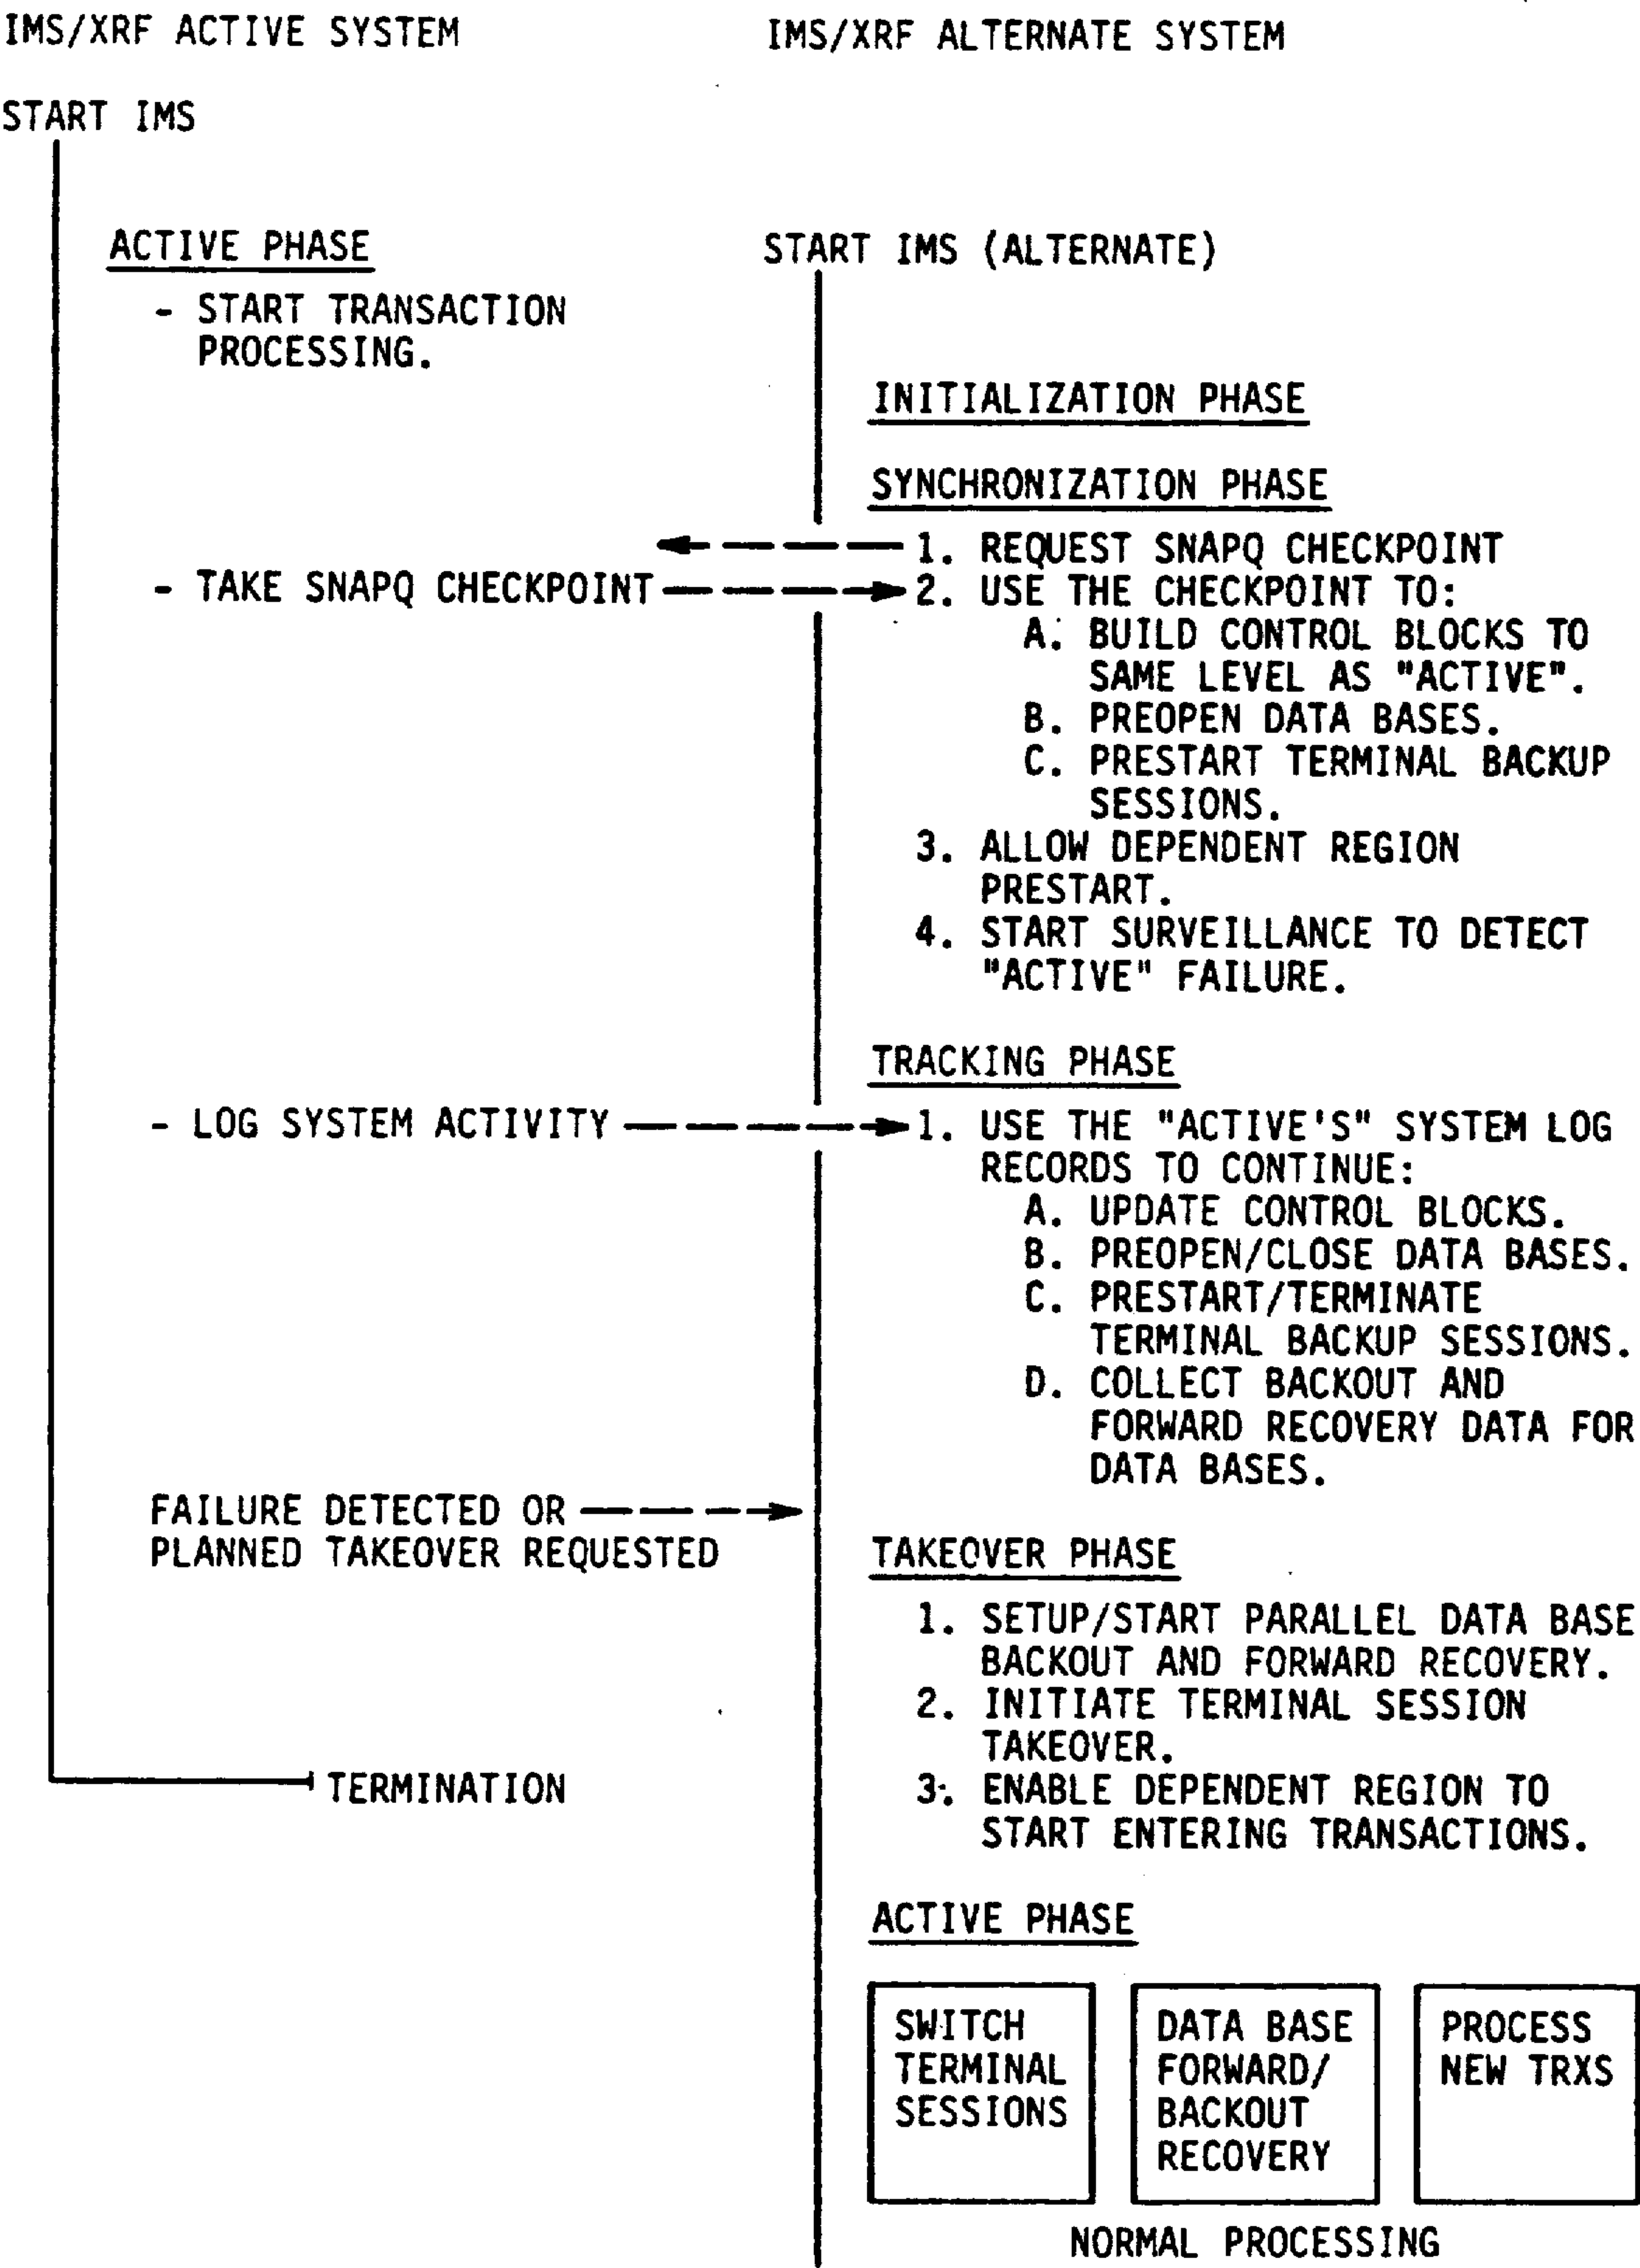 IMS/XRF ACTIVE SYSTEM
IMS/XRF ALTERNATE SYSTEM
START IMS
ACTIVE PHASE
- START TRANSACTION
PROCESSING.
START IMS (ALTERNATE)
INITIALIZATION PHASE
SYNCHRONIZATION PHASE
1. REQUEST SNAPQ CHECKPOINT
- TAKE SNAPQ CHECKPOINT
2. USE THE CHECKPOINT TO:
A. BUILD CONTROL BLOCKS TO
SAME LEVEL AS "ACTIVE".
B. PREOPEN DATA BASES.
C. PRESTART TERMINAL BACKUP
SESSIONS.
3. ALLOW DEPENDENT REGION
PRESTART.
4. START SURVEILLANCE TO DETECT
"ACTIVE" FAILURE.
TRACKING PHASE
- LOG SYSTEM ACTIVITY
1. USE THE "ACTIVE'S" SYSTEM LOG
RECORDS TO CONTINUE:
A. UPDATE CONTROL BLOCKS.
B. PREOPEN/CLOSE DATA BASES.
C. PRESTART/TERMINATE
TERMINAL BACKUP SESSIONS.
D. COLLECT BACKOUT AND
FORWARD RECOVERY DATA FOR
DATA BASES.
FAILURE DETECTED OR
PLANNED TAKEOVER REQUESTED
TAKEOVER PHASE
1. SETUP/START PARALLEL DATA BASE
BACKOUT AND FORWARD RECOVERY.
2. INITIATE TERMINAL SESSION
TAKEOVER.
3. ENABLE DEPENDENT REGION TO
START ENTERING TRANSACTIONS.
TERMINATION
ACTIVE PHASE
SWITCH
TERMINAL
SESSIONS
DATA BASE
FORWARD/
BACKOUT
RECOVERY
PROCESS
NEW TRXS
NORMAL PROCESSING